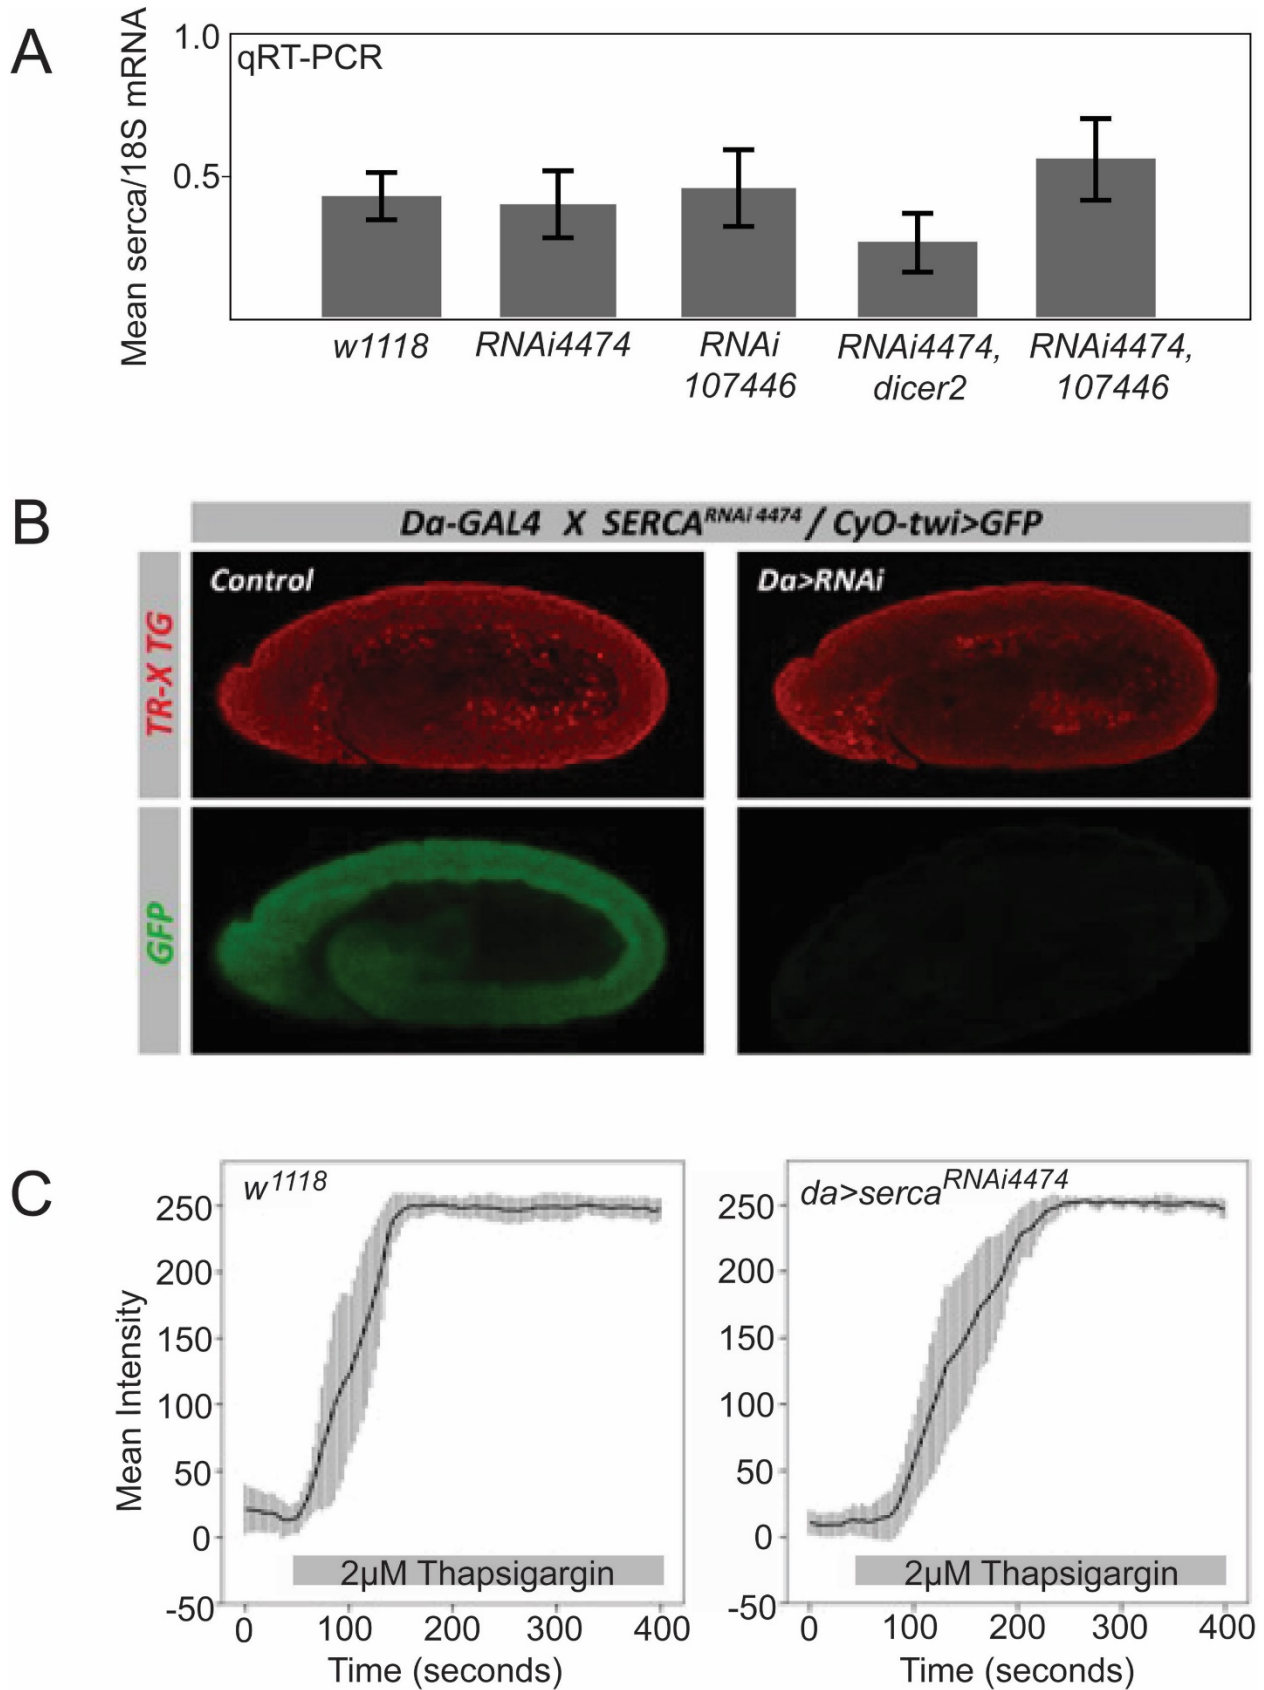 A
Mean serca/18S mRNA
1.0
0.5
qRT-PCR
w1118
RNAi4474
RNAi
107446
RNAi4474,
dicer2
RNAi4474,
107446
B
Da-GAL4 X SERCA^RNAi 4474 / CyO-twi>GFP
TR-X TG
Control
Da>RNAi
GFP
C
Mean Intensity
w^1118
250
200
150
100
50
0
-50
2µM Thapsigargin
0 100 200 300 400
Time (seconds)
da>serca^RNAi4474
250
200
150
100
50
0
-50
2µM Thapsigargin
0 100 200 300 400
Time (seconds)